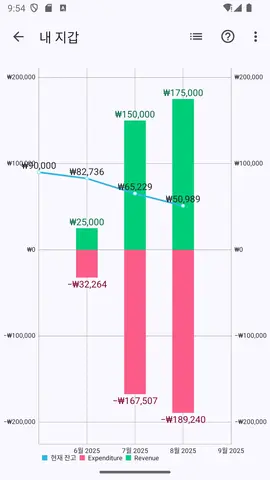 9:54
내 지갑
₩200,000
₩200,000
₩175,000
₩150,000
₩100,000
₩100,000
₩90,000
₩82,736
₩65,229
₩50,989
₩25,000
₩0
₩0
-₩32,264
-₩100,000
-₩100,000
-₩167,507
-₩189,240
-₩200,000
-₩200,000
6월 2025
7월 2025
8월 2025
9월 2025
현재 잔고
Expenditure
Revenue